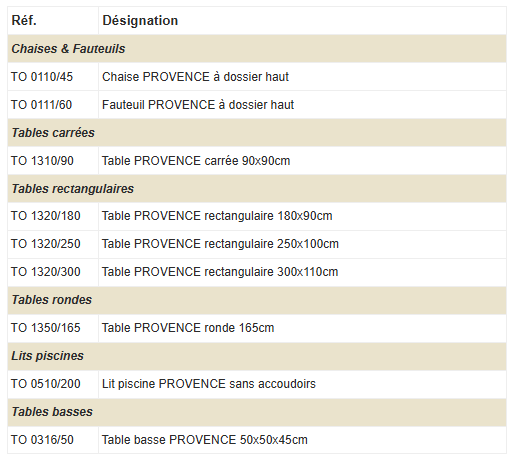 Réf. Désignation
Chaises & Fauteuils
TO 0110/45 Chaise PROVENCE à dossier haut
TO 0111/60 Fauteuil PROVENCE à dossier haut
Tables carrées
TO 1310/90 Table PROVENCE carrée 90x90cm
Tables rectangulaires
TO 1320/180 Table PROVENCE rectangulaire 180x90cm
TO 1320/250 Table PROVENCE rectangulaire 250x100cm
TO 1320/300 Table PROVENCE rectangulaire 300x110cm
Tables rondes
TO 1350/165 Table PROVENCE ronde 165cm
Lits piscines
TO 0510/200 Lit piscine PROVENCE sans accoudoirs
Tables basses
TO 0316/50 Table basse PROVENCE 50x50x45cm